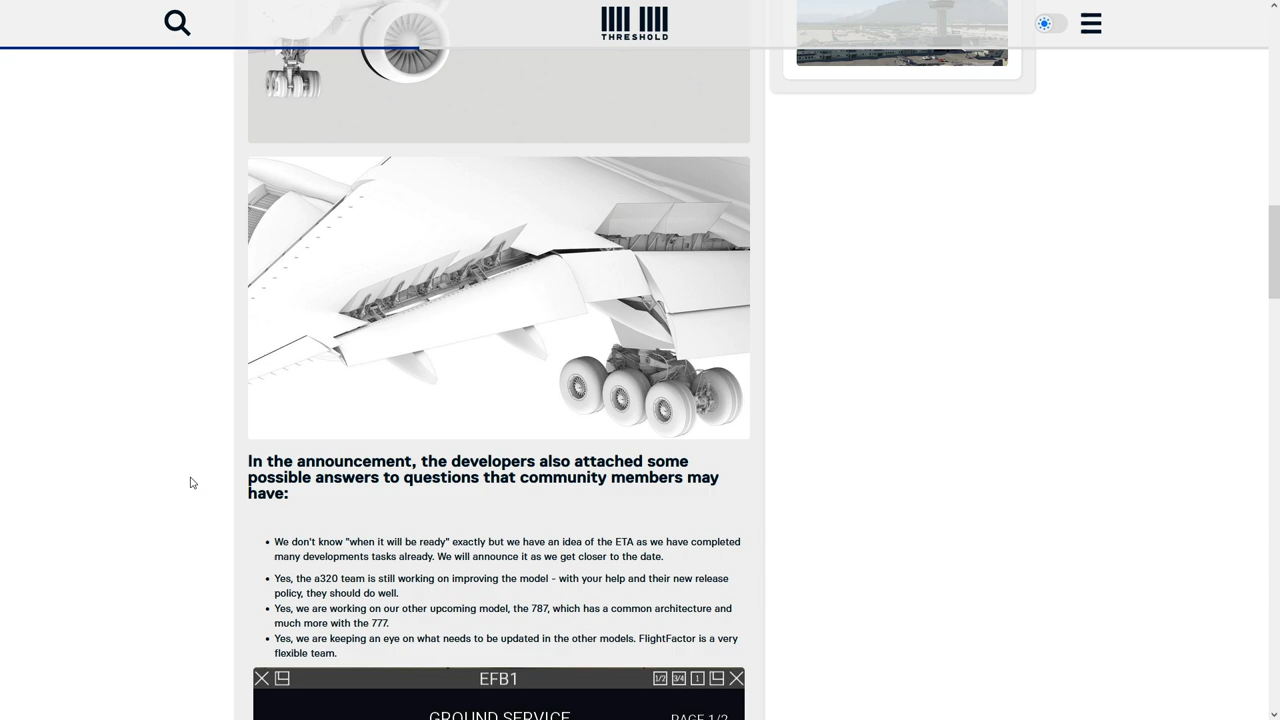 THRESHOLD
In the announcement, the developers also attached some
possible answers to questions that community members may
have:
• We don't know "when it will be ready" exactly but we have an idea of the ETA as we have completed
many developments tasks already. We will announce it as we get closer to the date.
• Yes, the a320 team is still working on improving the model - with your help and their new release
policy, they should do well.
• Yes, we are working on our other upcoming model, the 787, which has a common architecture and
much more with the 777.
• Yes, we are keeping an eye on what needs to be updated in the other models. FlightFactor is a very
flexible team.
EFB1
1/2 3/4 1
GROUND SERVICE
PAGE 1/2